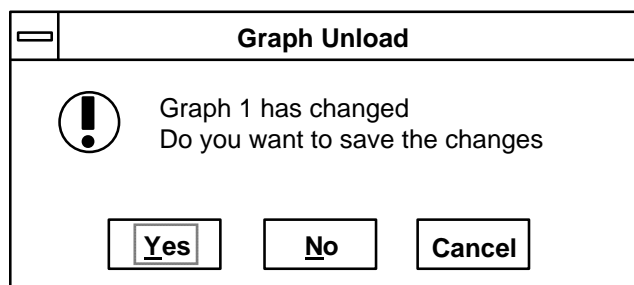 Graph Unload
Graph 1 has changed
Do you want to save the changes
Yes
No
Cancel